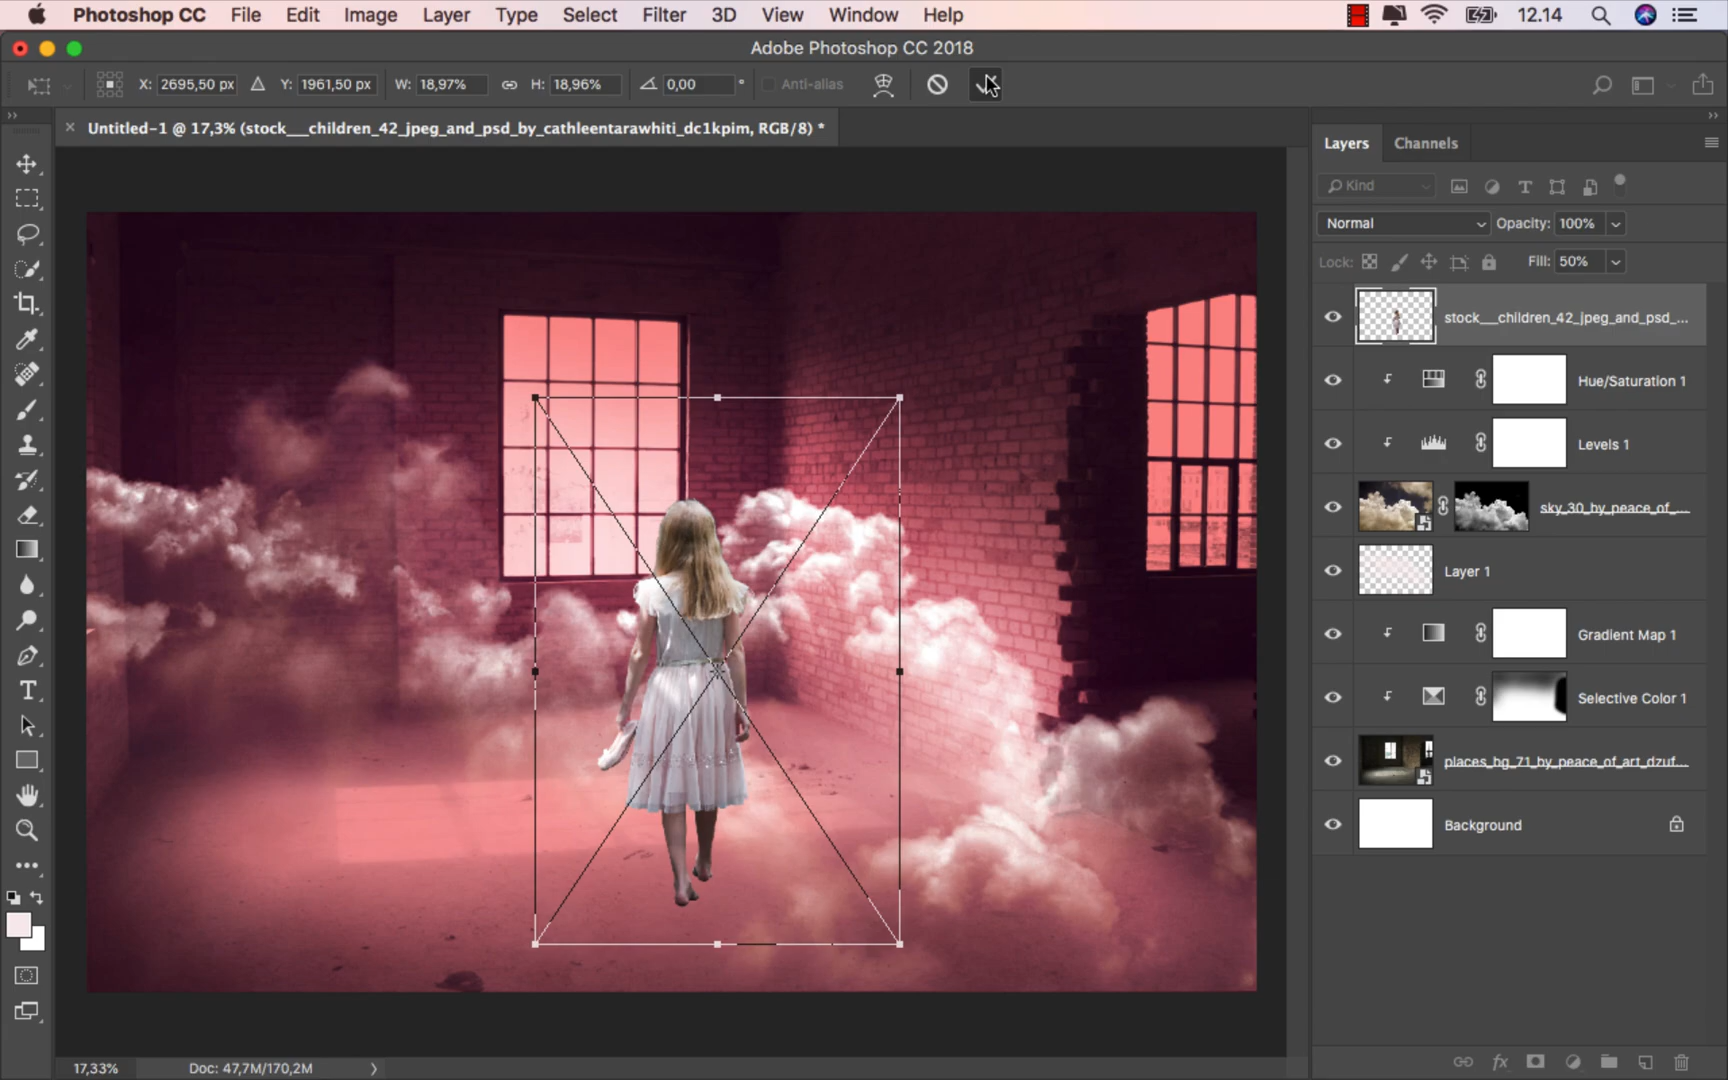 Photoshop CC File Edit Image Layer Type Select Filter 3D View Window Help 12.14
Adobe Photoshop CC 2018
X: 2695,50 px Y: 1961,50 px W: 18,97% H: 18,96% 0,00 ° Anti-alias
× Untitled-1 @ 17,3% (stock__children_42_jpeg_and_psd_by_cathleentarawhiti_dc1kpim, RGB/8) *
Layers Channels
Kind
Normal Opacity: 100%
Lock: Fill: 50%
stock__children_42_jpeg_and_psd_...
Hue/Saturation 1
Levels 1
sky_30_by_peace_of_...
Layer 1
Gradient Map 1
Selective Color 1
places_bg_71_by_peace_of_art_dzuf...
Background
17,33% Doc: 47,7M/170,2M